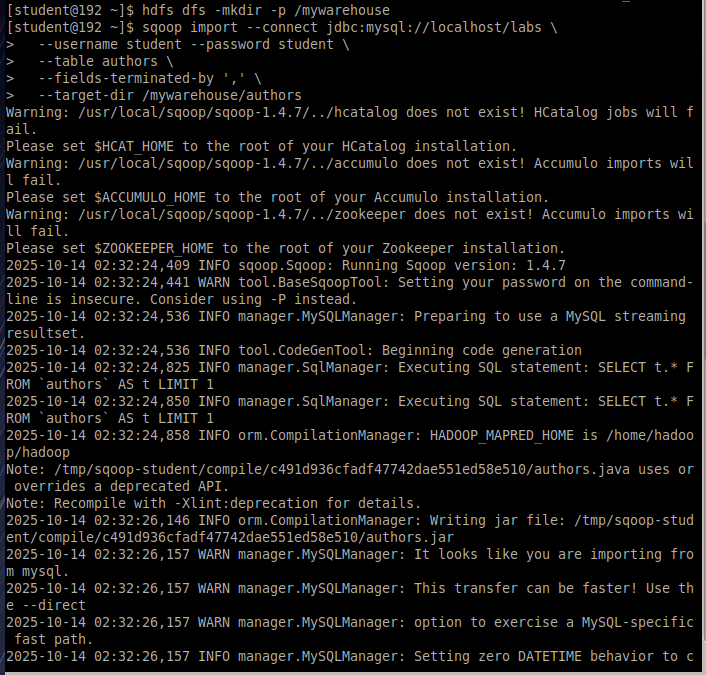 [student@192 ~]$ hdfs dfs -mkdir -p /mywarehouse
[student@192 ~]$ sqoop import --connect jdbc:mysql://localhost/labs \
>   --username student --password student \
>   --table authors \
>   --fields-terminated-by ',' \
>   --target-dir /mywarehouse/authors
Warning: /usr/local/sqoop/sqoop-1.4.7/../hcatalog does not exist! HCatalog jobs will f
ail.
Please set $HCAT_HOME to the root of your HCatalog installation.
Warning: /usr/local/sqoop/sqoop-1.4.7/../accumulo does not exist! Accumulo imports wil
l fail.
Please set $ACCUMULO_HOME to the root of your Accumulo installation.
Warning: /usr/local/sqoop/sqoop-1.4.7/../zookeeper does not exist! Accumulo imports wi
ll fail.
Please set $ZOOKEEPER_HOME to the root of your Zookeeper installation.
2025-10-14 02:32:24,409 INFO sqoop.Sqoop: Running Sqoop version: 1.4.7
2025-10-14 02:32:24,441 WARN tool.BaseSqoopTool: Setting your password on the command-
line is insecure. Consider using -P instead.
2025-10-14 02:32:24,536 INFO manager.MySQLManager: Preparing to use a MySQL streaming 
resultset.
2025-10-14 02:32:24,536 INFO tool.CodeGenTool: Beginning code generation
2025-10-14 02:32:24,825 INFO manager.SqlManager: Executing SQL statement: SELECT t.* F
ROM `authors` AS t LIMIT 1
2025-10-14 02:32:24,850 INFO manager.SqlManager: Executing SQL statement: SELECT t.* F
ROM `authors` AS t LIMIT 1
2025-10-14 02:32:24,858 INFO orm.CompilationManager: HADOOP_MAPRED_HOME is /home/hadoo
p/hadoop
Note: /tmp/sqoop-student/compile/c491d936cfadf47742dae551ed58e510/authors.java uses or
 overrides a deprecated API.
Note: Recompile with -Xlint:deprecation for details.
2025-10-14 02:32:26,146 INFO orm.CompilationManager: Writing jar file: /tmp/sqoop-stud
ent/compile/c491d936cfadf47742dae551ed58e510/authors.jar
2025-10-14 02:32:26,157 WARN manager.MySQLManager: It looks like you are importing fro
m mysql.
2025-10-14 02:32:26,157 WARN manager.MySQLManager: This transfer can be faster! Use th
e --direct
2025-10-14 02:32:26,157 WARN manager.MySQLManager: option to exercise a MySQL-specific
 fast path.
2025-10-14 02:32:26,157 INFO manager.MySQLManager: Setting zero DATETIME behavior to c